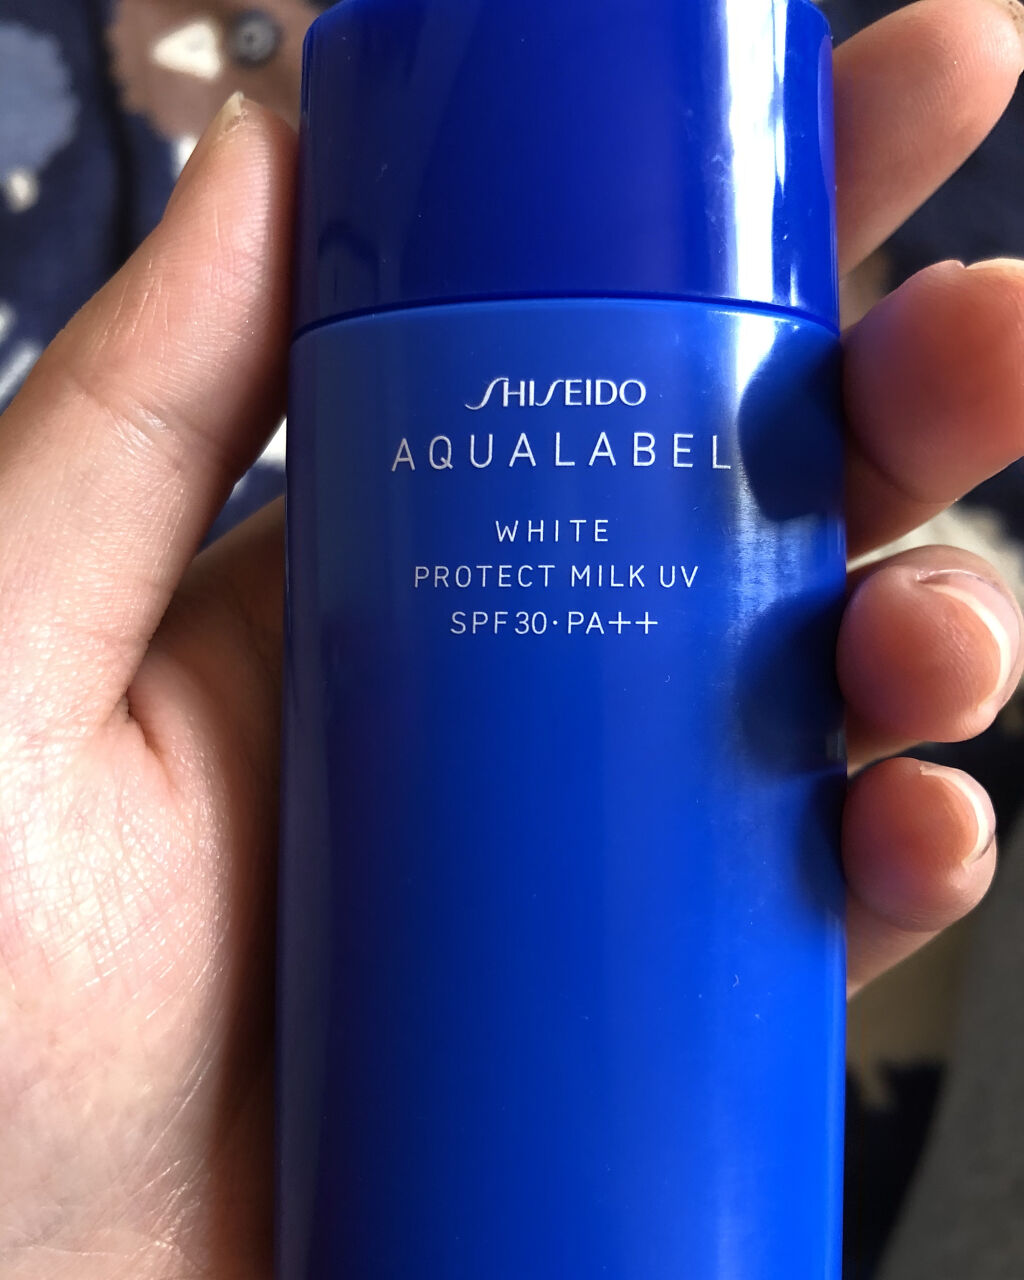 SHISEIDO
AQUALABEL
WHITE
PROTECT MILK UV
SPF30·PA++